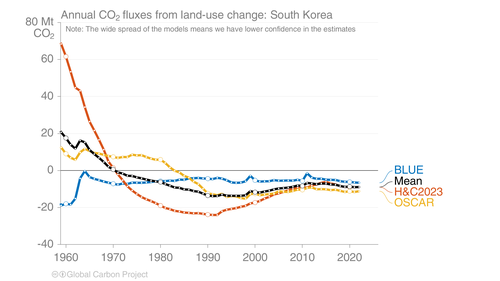 Annual CO₂ fluxes from land-use change: South Korea
80 Mt
CO₂
Note: The wide spread of the models means we have lower confidence in the estimates
60
40
20
0
-20
-40
BLUE
Mean
H&C2023
OSCAR
1960 1970 1980 1990 2000 2010 2020
Global Carbon Project